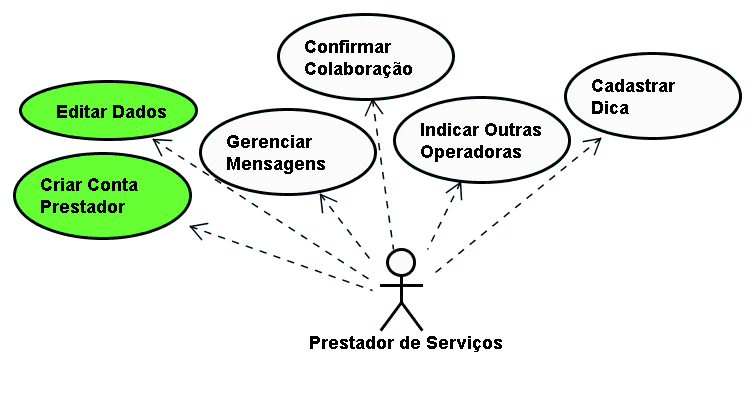 Confirmar
Colaboração
Cadastrar
Dica
Editar Dados
Gerenciar
Mensagens
Indicar Outras
Operadoras
Criar Conta
Prestador
Prestador de Serviços